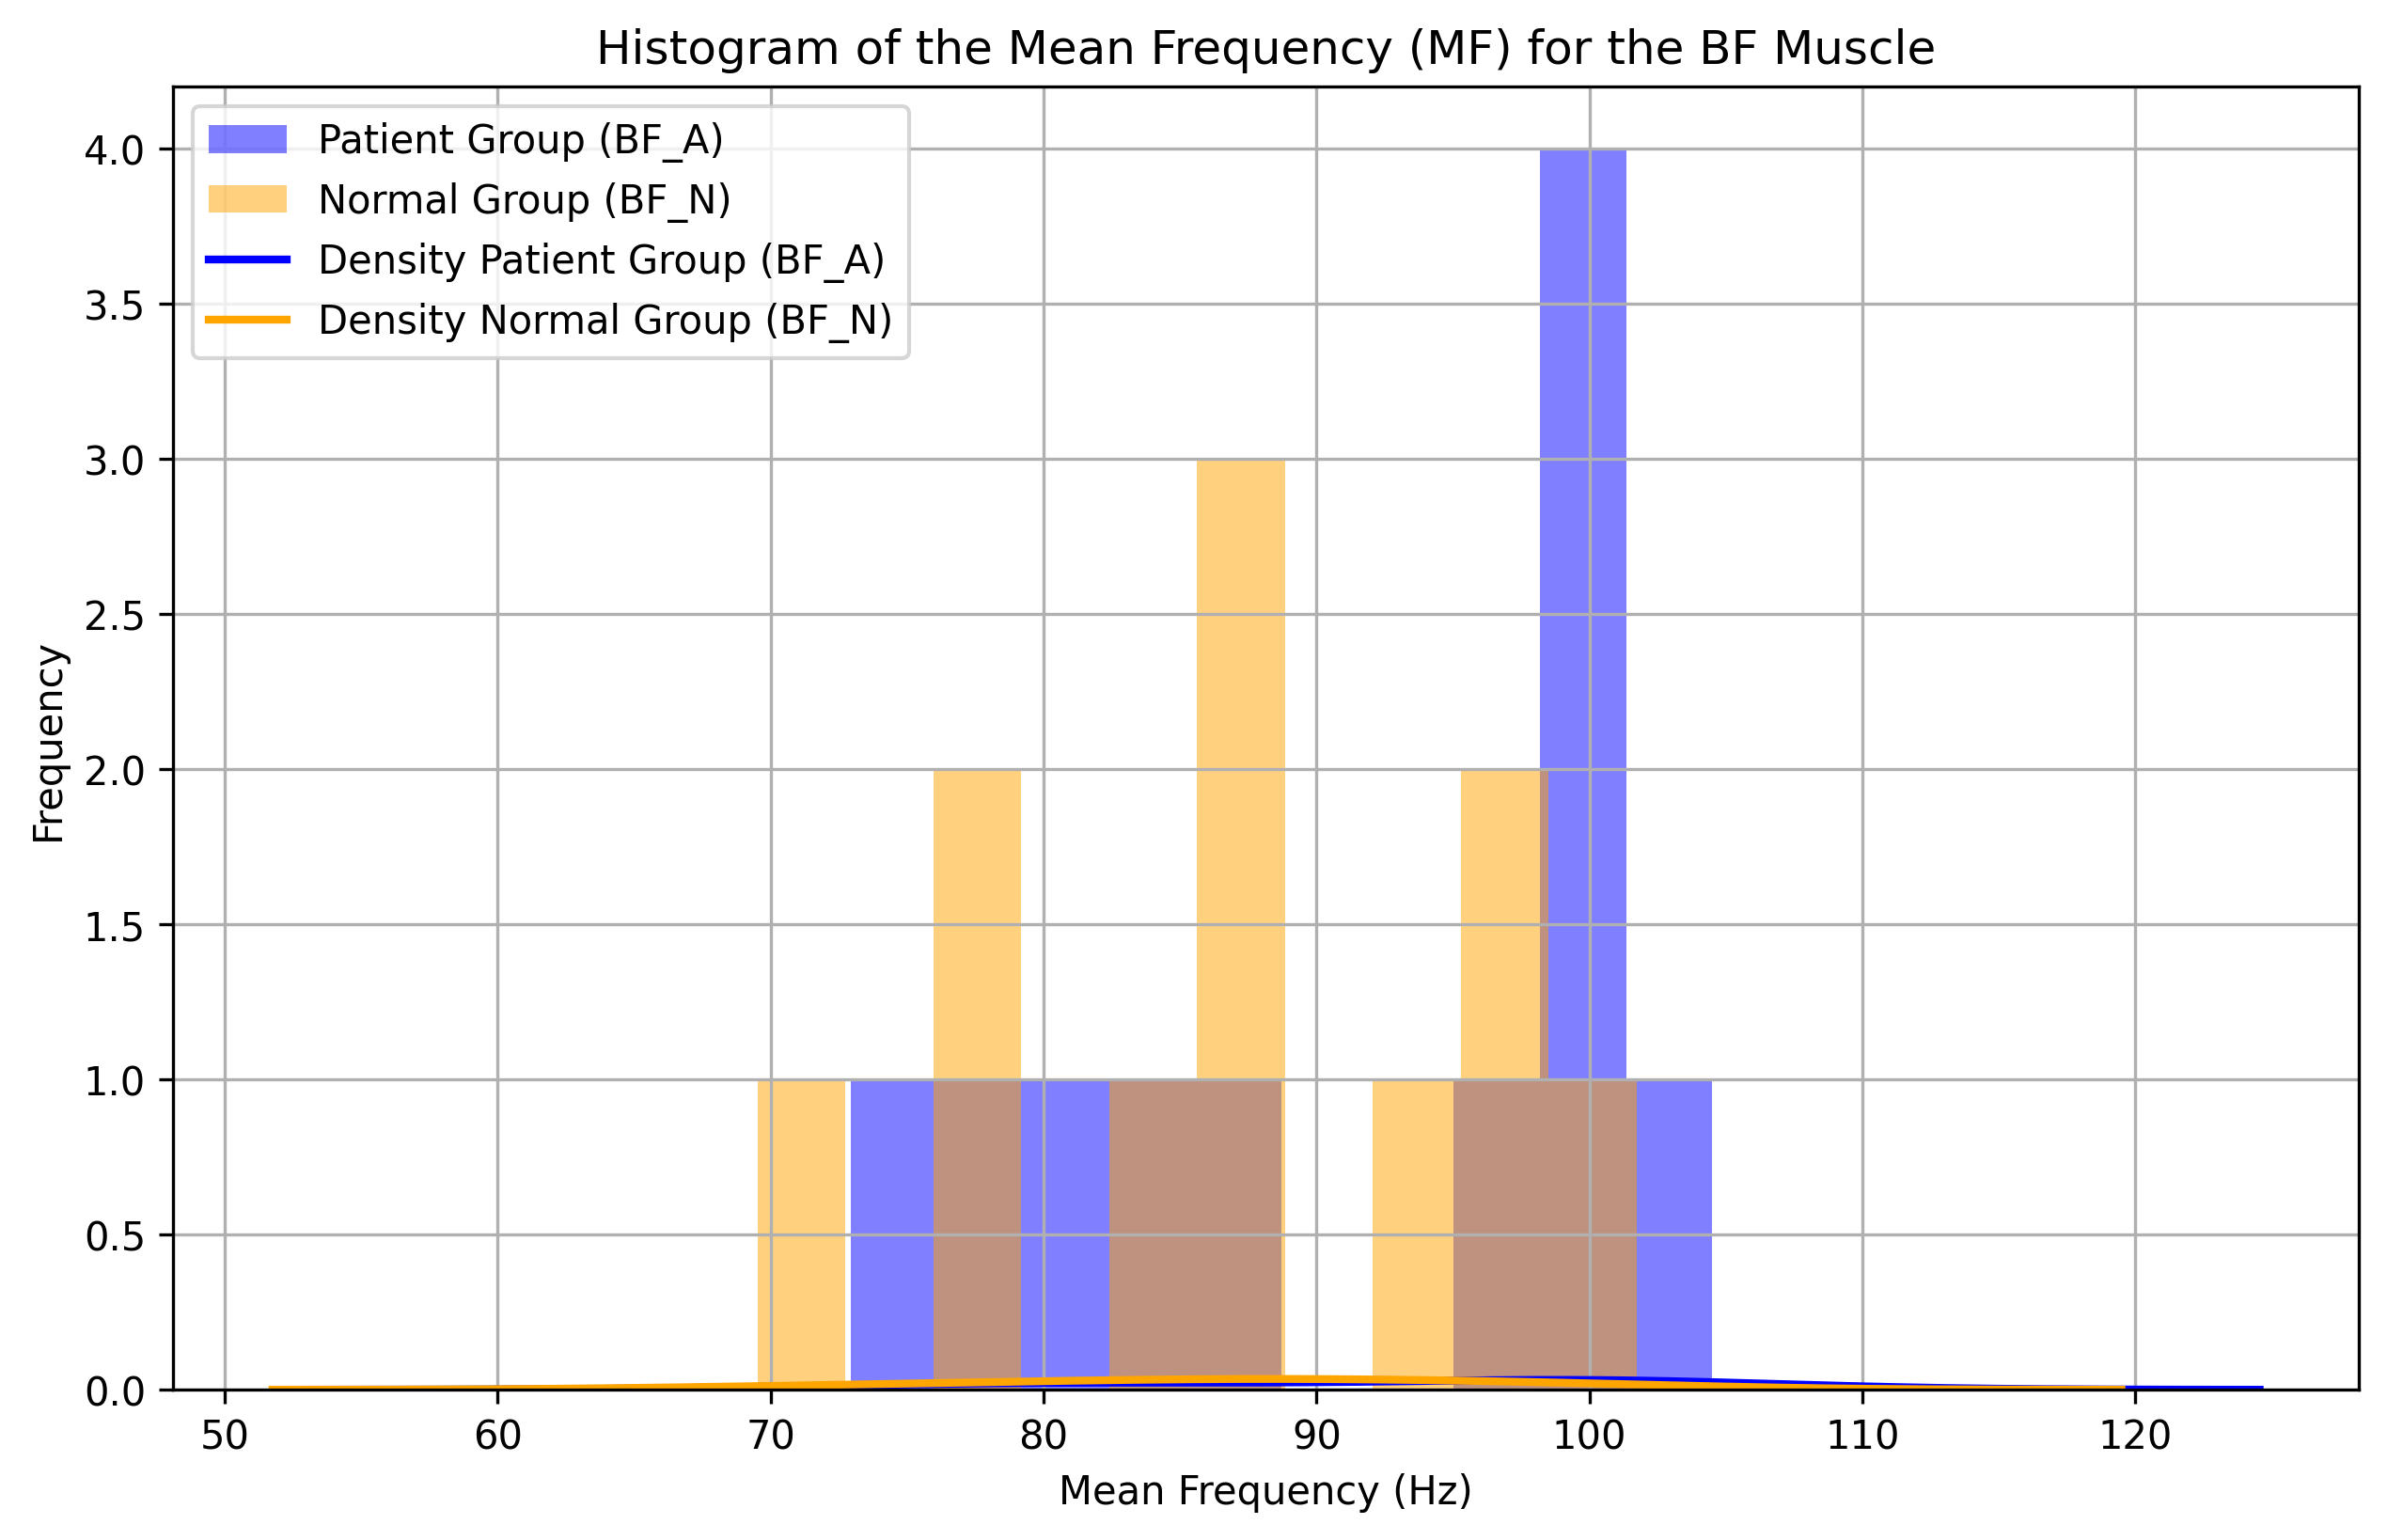 Histogram of the Mean Frequency (MF) for the BF Muscle
Patient Group (BF_A)
Normal Group (BF_N)
Density Patient Group (BF_A)
Density Normal Group (BF_N)
Frequency
4.0
3.5
3.0
2.5
2.0
1.5
1.0
0.5
0.0
50 60 70 80 90 100 110 120
Mean Frequency (Hz)